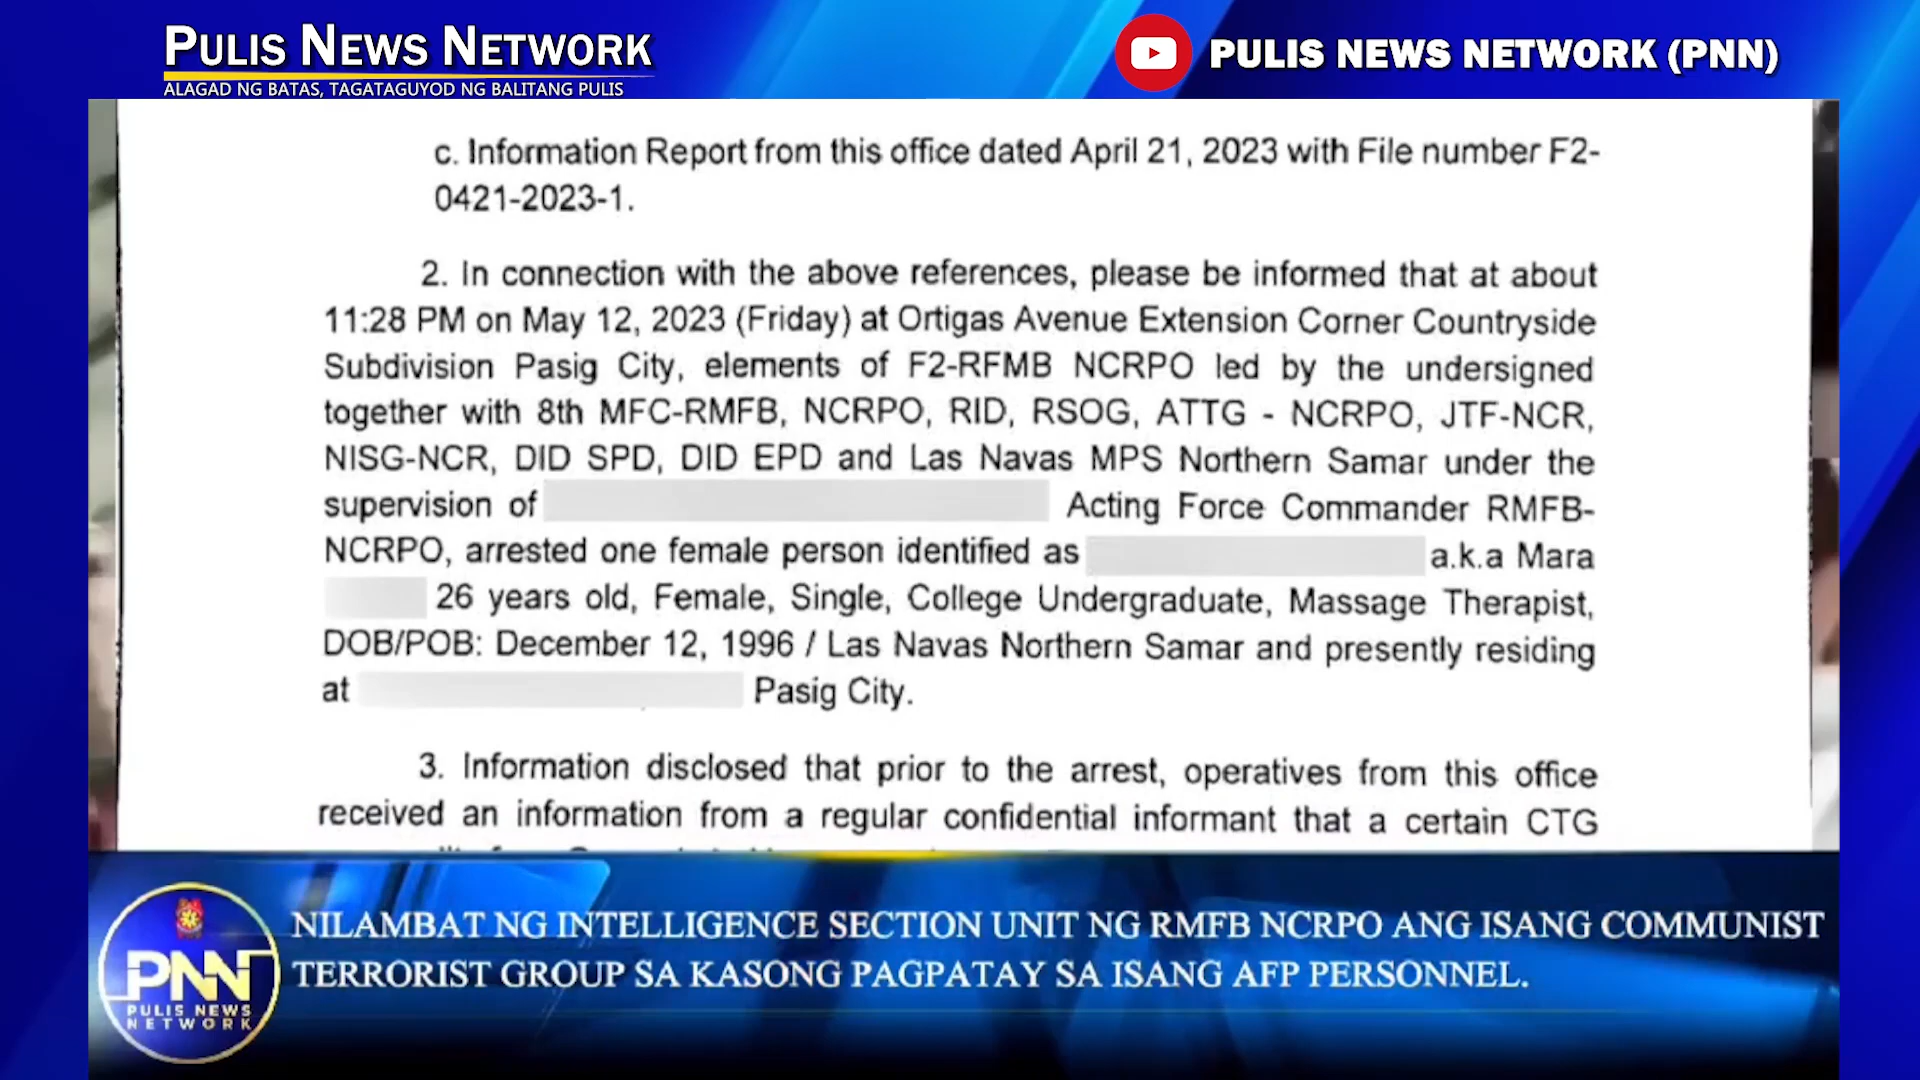 PULIS NEWS NETWORK
ALAGAD NG BATAS, TAGATAGUYOD NG BALITANG PULIS
PULIS NEWS NETWORK (PNN)
c. Information Report from this office dated April 21, 2023 with File number F2-
0421-2023-1.
2. In connection with the above references, please be informed that at about
11:28 PM on May 12, 2023 (Friday) at Ortigas Avenue Extension Corner Countryside
Subdivision Pasig City, elements of F2-RFMB NCRPO led by the undersigned
together with 8th MFC-RMFB, NCRPO, RID, RSOG, ATTG - NCRPO, JTF-NCR,
NISG-NCR, DID SPD, DID EPD and Las Navas MPS Northern Samar under the
supervision of Acting Force Commander RMFB-
NCRPO, arrested one female person identified as a.k.a Mara
26 years old, Female, Single, College Undergraduate, Massage Therapist,
DOB/POB: December 12, 1996 / Las Navas Northern Samar and presently residing
at Pasig City.
3. Information disclosed that prior to the arrest, operatives from this office
received an information from a regular confidential informant that a certain CTG
NILAMBAT NG INTELLIGENCE SECTION UNIT NG RMFB NCRPO ANG ISANG COMMUNIST
TERRORIST GROUP SA KASONG PAGPATAY SA ISANG AFP PERSONNEL.
PNN
PULIS NEWS
NETWORK